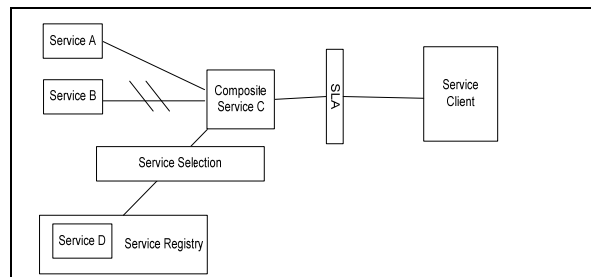 Service A
Service B
Composite
Service C
SLA
Service
Client
Service Selection
Service D
Service Registry